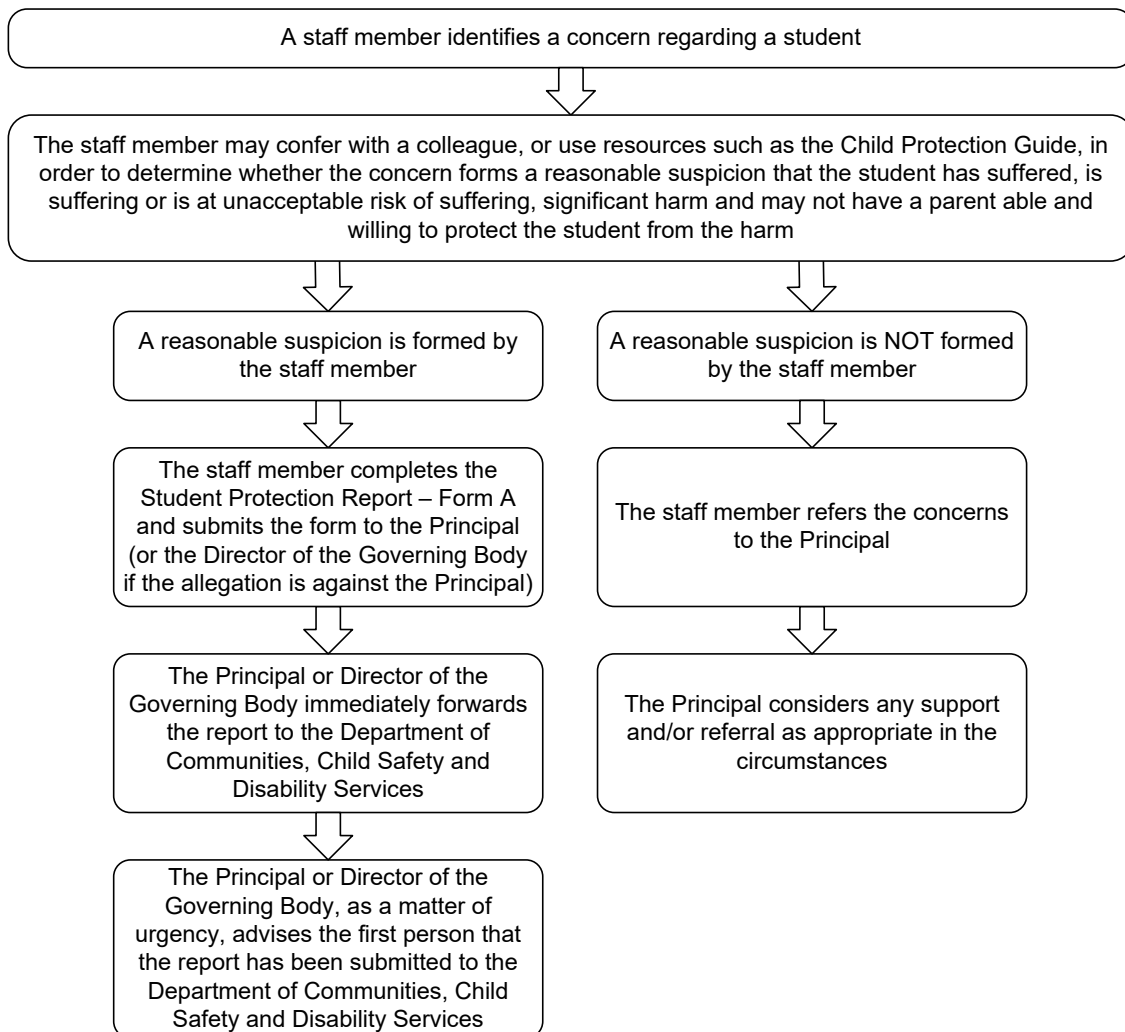 A staff member identifies a concern regarding a student
The staff member may confer with a colleague, or use resources such as the Child Protection Guide, in
order to determine whether the concern forms a reasonable suspicion that the student has suffered, is
suffering or is at unacceptable risk of suffering, significant harm and may not have a parent able and
willing to protect the student from the harm
A reasonable suspicion is formed by
the staff member
The staff member completes the
Student Protection Report – Form A
and submits the form to the Principal
(or the Director of the Governing Body
if the allegation is against the Principal)
The Principal or Director of the
Governing Body immediately forwards
the report to the Department of
Communities, Child Safety and
Disability Services
The Principal or Director of the
Governing Body, as a matter of
urgency, advises the first person that
the report has been submitted to the
Department of Communities, Child
Safety and Disability Services
A reasonable suspicion is NOT formed
by the staff member
The staff member refers the concerns
to the Principal
The Principal considers any support
and/or referral as appropriate in the
circumstances